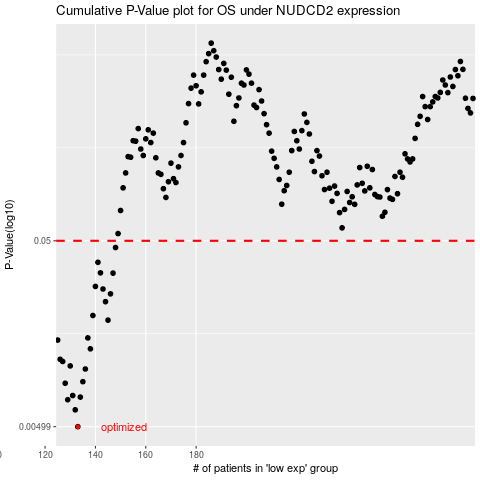 Cumulative P-Value plot for OS under NUDCD2 expression
P-Value(log10)
0.05
0.00499
optimized
0 120 140 160 180
# of patients in 'low exp' group